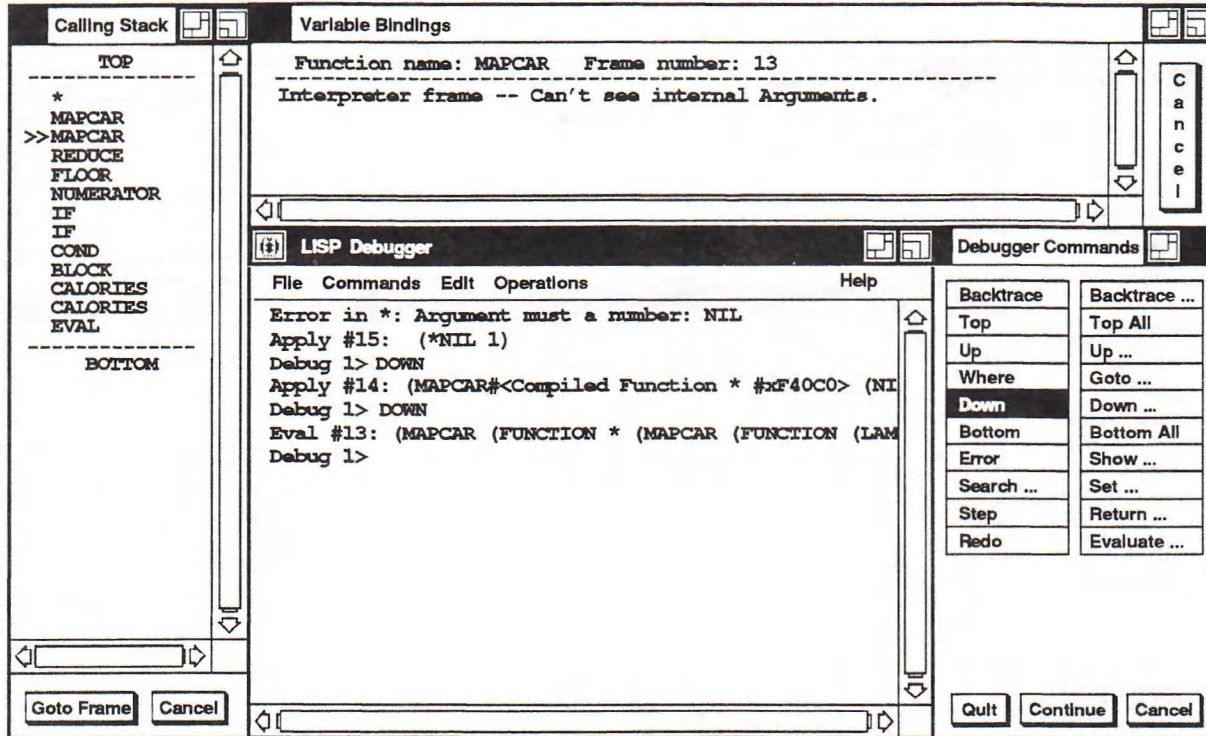 Calling Stack
TOP
*
MAPCAR
>>MAPCAR
REDUCE
FLOOR
NUMERATOR
IF
IF
COND
BLOCK
CALORIES
CALORIES
EVAL
BOTTOM
Goto Frame
Cancel
Variable Bindings
Function name: MAPCAR Frame number: 13
Interpreter frame -- Can't see internal Arguments.
Cancel
LISP Debugger
File Commands Edit Operations Help
Error in *: Argument must a number: NIL
Apply #15: (*NIL 1)
Debug 1> DOWN
Apply #14: (MAPCAR#<Compiled Function * #xF40C0> (NI
Debug 1> DOWN
Eval #13: (MAPCAR (FUNCTION * (MAPCAR (FUNCTION (LAM
Debug 1>
Debugger Commands
Backtrace Backtrace ...
Top Top All
Up Up ...
Where Goto ...
Down Down ...
Bottom Bottom All
Error Show ...
Search ... Set ...
Step Return ...
Redo Evaluate ...
Quit Continue Cancel